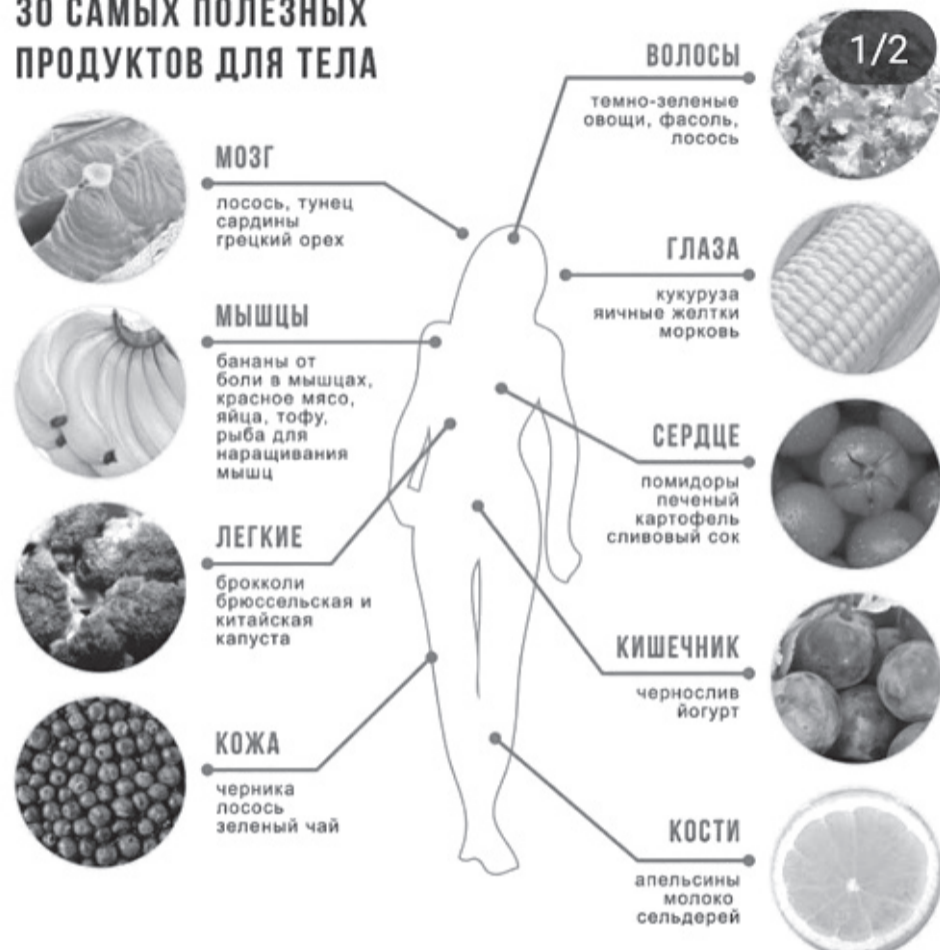 30 САМЫХ ПОЛЕЗНЫХ
ПРОДУКТОВ ДЛЯ ТЕЛА
1/2
МОЗГ
лосось, тунец
сардины
грецкий орех
МЫШЦЫ
бананы от
боли в мышцах,
красное мясо,
яйца, тофу,
рыба для
наращивания
мышц
ЛЕГКИЕ
брокколи
брюссельская и
китайская
капуста
КОЖА
черника
лосось
зеленый чай
ВОЛОСЫ
темно-зеленые
овощи, фасоль,
лосось
ГЛАЗА
кукуруза
яичные желтки
морковь
СЕРДЦЕ
помидоры
печеный
картофель
сливовый сок
КИШЕЧНИК
чернослив
йогурт
КОСТИ
апельсины
молоко
сельдерей